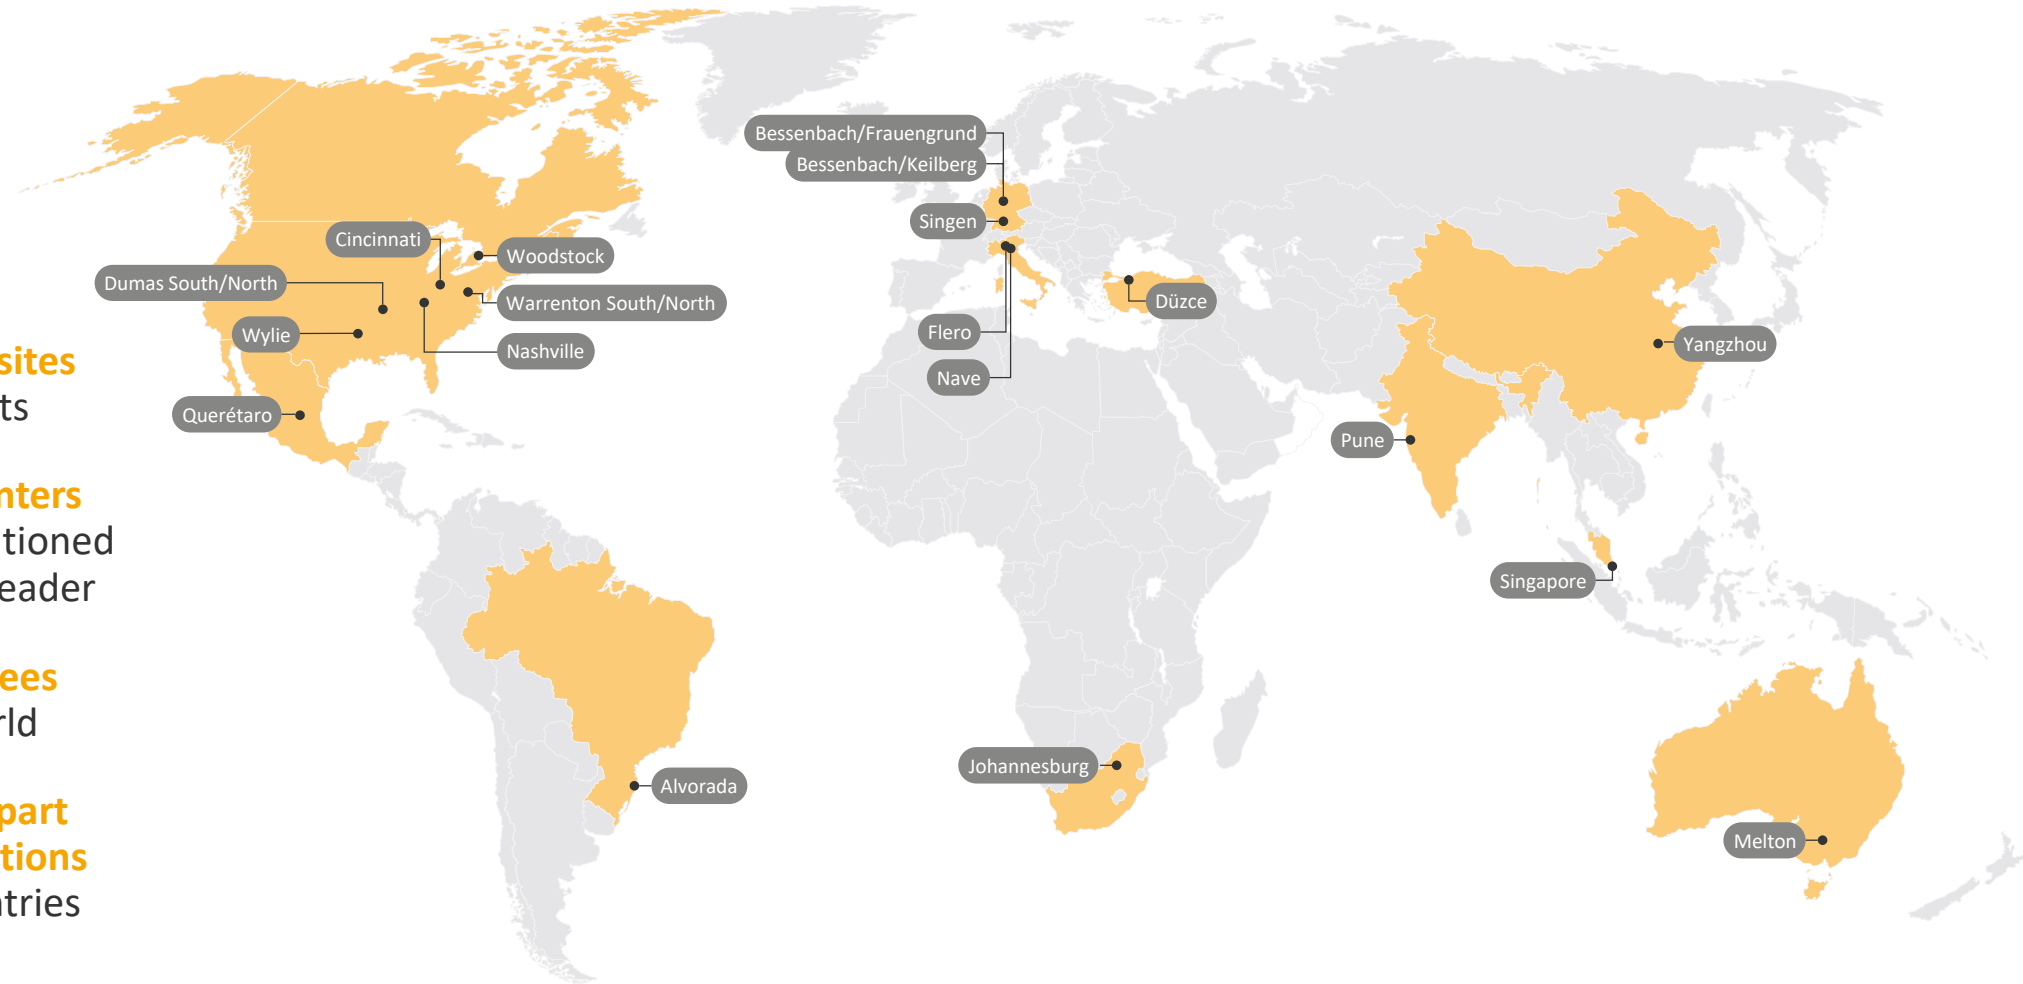 sites
ts
nters
tioned
eader
ees
rld
part
tions
ntries
Bessenbach/Frauengrund
Bessenbach/Keilberg
Singen
Cincinnati
Woodstock
Dumas South/North
Warrenton South/North
Düzce
Wylie
Flero
Yangzhou
Nashville
Nave
Querétaro
Pune
Singapore
Johannesburg
Alvorada
Melton